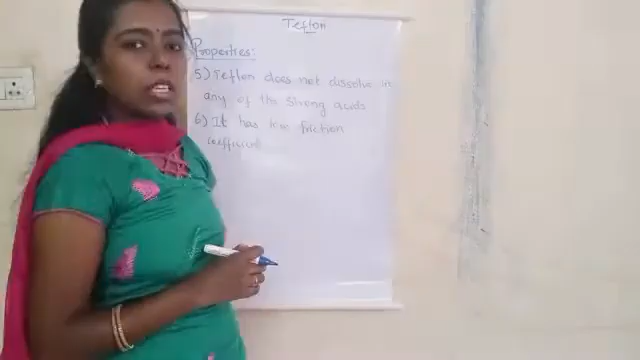 Teflon
Properties:
5) Teflon does not dissolve in
any of the strong acids
6) It has low friction
coefficient